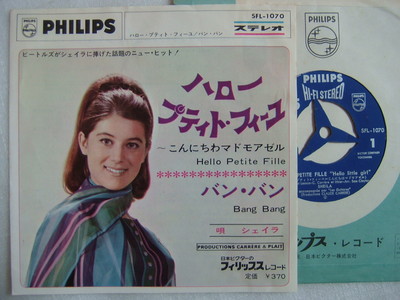 PHILIPS
SFL-1070
ステレオ
ハロー・プティト・フィーユ/バン・バン
ビートルズがシェイラに捧げた話題のニュー・ヒット!
ハロー
プティト・フィーユ
~こんにちわマドモアゼル
Hello Petite Fille
バン・バン
Bang Bang
唄 シェイラ
PRODUCTIONS CARRÈRE & PLAIT
日本ビクターの
フィリップスレコード
定価 ¥370
PHILIPS
HI-FI STEREO
SFL-1070
1
PETITE FILLE "Hello little girl"
SHEILA
ップス・レコード